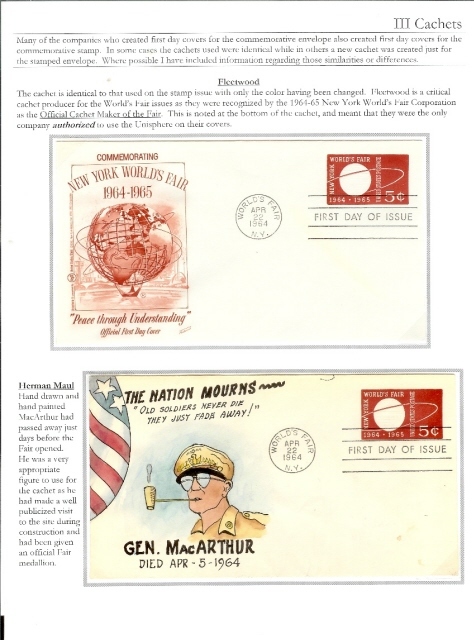 III Cachets
Many of the companies who created first day covers for the commemorative envelope also created first day covers for the
commemorative stamp.  In some cases the cachets used were identical while in others a new cachet was created just for
the stamped envelope.  Where possible I have included information regarding those similarities or differences.
Fleetwood
The cachet is identical to that used on the stamp issue with only the color having been changed.  Fleetwood is a critical
cachet producer for the World's Fair issues as they were recognized by the 1964-65 New York World's Fair Corporation
as the Official Cachet Maker of the Fair.  This is noted at the bottom of the cachet, and meant that they were the only
company authorized to use the Unisphere on their covers.
COMMEMORATING
NEW YORK WORLD'S FAIR
1964-1965
"Peace through Understanding"
Official First Day Cover
WORLD'S FAIR
APR
22
1964
N.Y.
NEW YORK
WORLD'S FAIR
1964 - 1965
5¢
FIRST DAY OF ISSUE
Herman Maul
Hand drawn and
hand painted
MacArthur had
passed away just
days before the
Fair opened.
He was a very
appropriate
figure to use for
the cachet as he
had made a well
publicized visit
to the site during
construction and
had been given
an official Fair
medallion.
THE NATION MOURNS
"OLD SOLDIERS NEVER DIE
THEY JUST FADE AWAY!"
GEN. MACARTHUR
DIED APR-5-1964
WORLD'S FAIR
APR
22
1964
N.Y.
NEW YORK
WORLD'S FAIR
1964 - 1965
5¢
FIRST DAY OF ISSUE